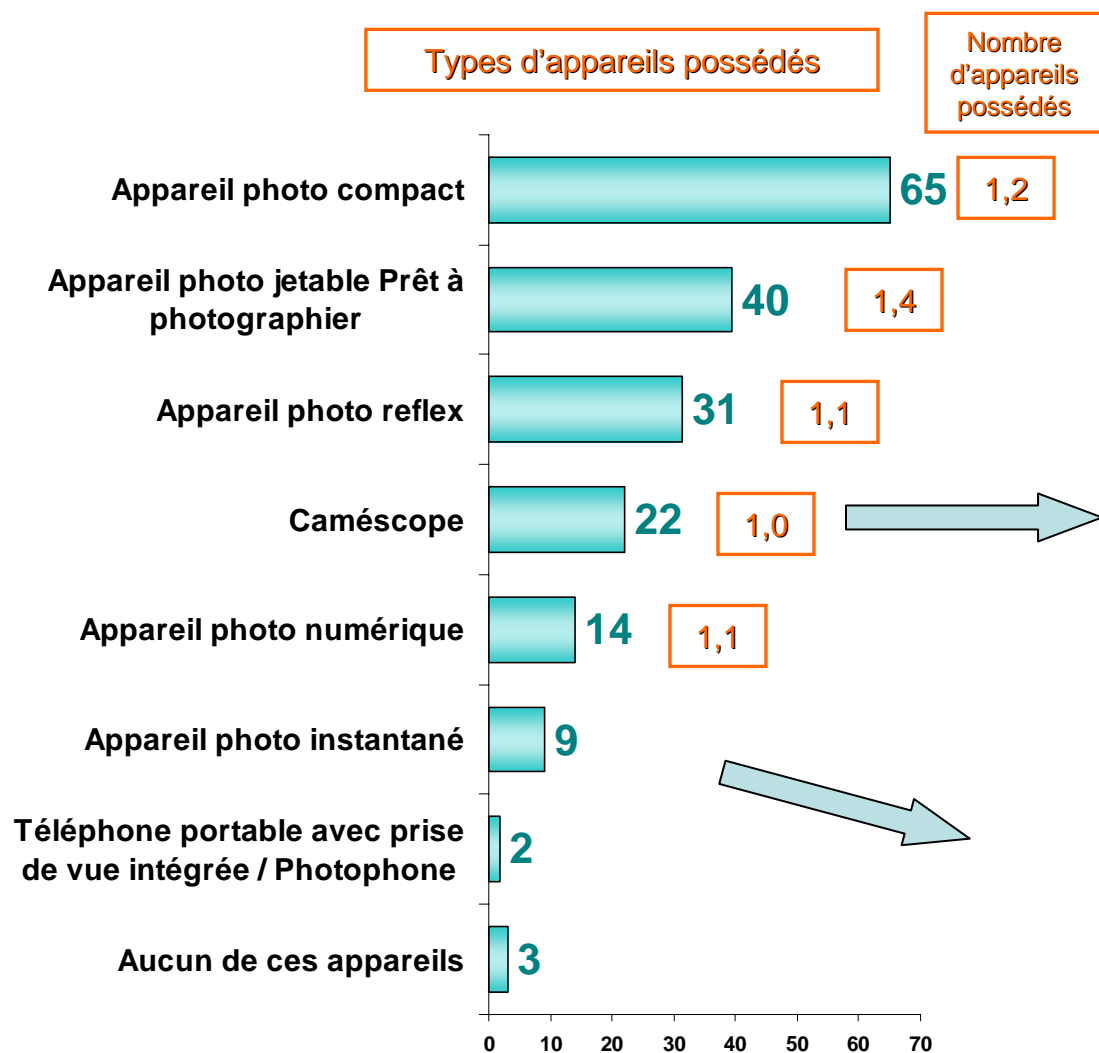 Types d'appareils possédés
Nombre
d'appareils
possédés
Appareil photo compact
65
1,2
Appareil photo jetable Prêt à
photographier
40
1,4
Appareil photo reflex
31
1,1
Caméscope
22
1,0
Appareil photo numérique
14
1,1
Appareil photo instantané
9
Téléphone portable avec prise
de vue intégrée / Photophone
2
Aucun de ces appareils
3
0 10 20 30 40 50 60 70